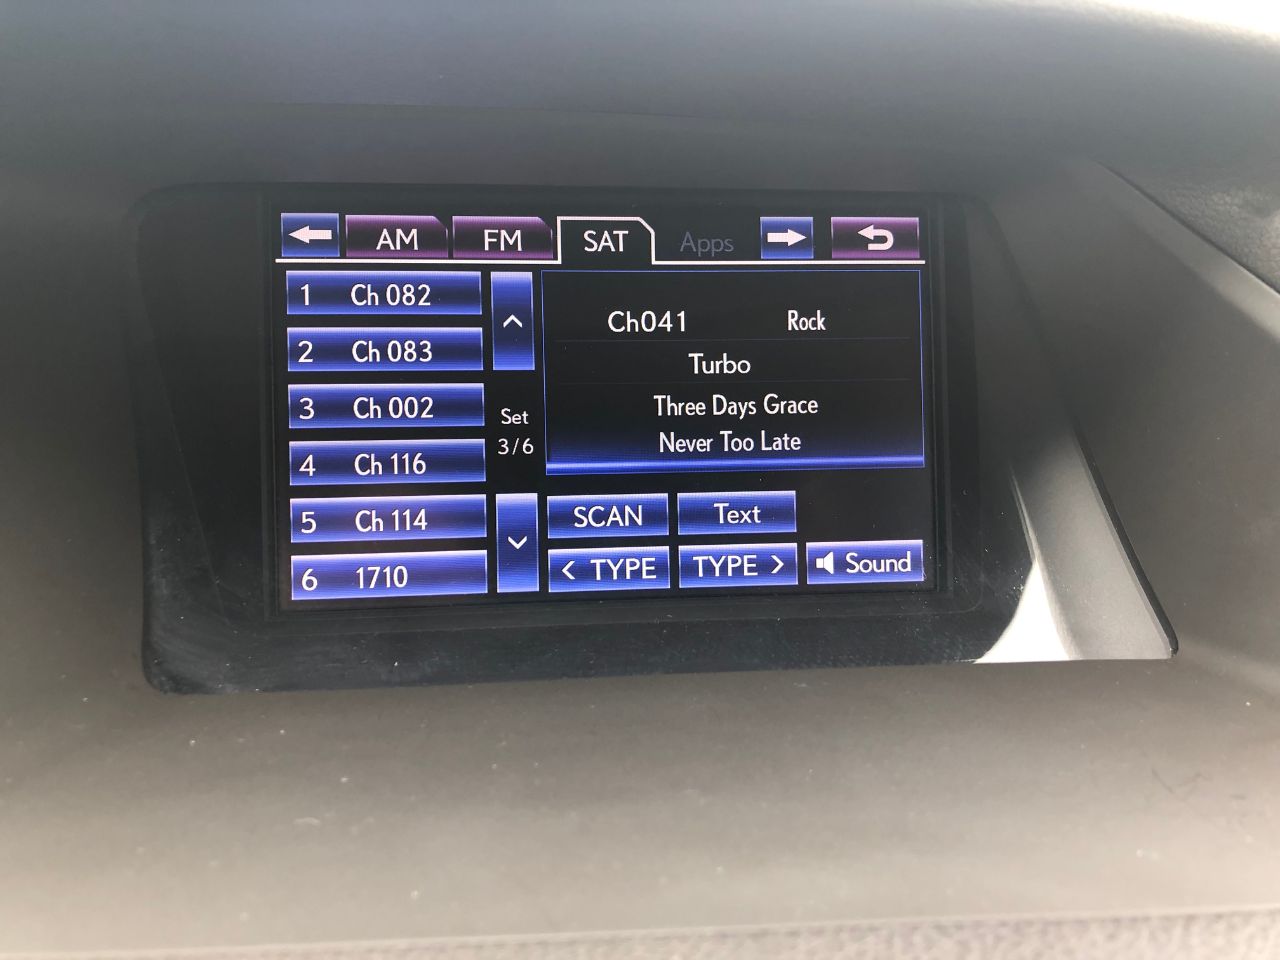 AM FM SAT Apps
1 Ch 082
2 Ch 083
3 Ch 002
4 Ch 116
5 Ch 114
6 1710
Set
3/6
Ch041 Rock
Turbo
Three Days Grace
Never Too Late
SCAN Text
< TYPE TYPE > Sound